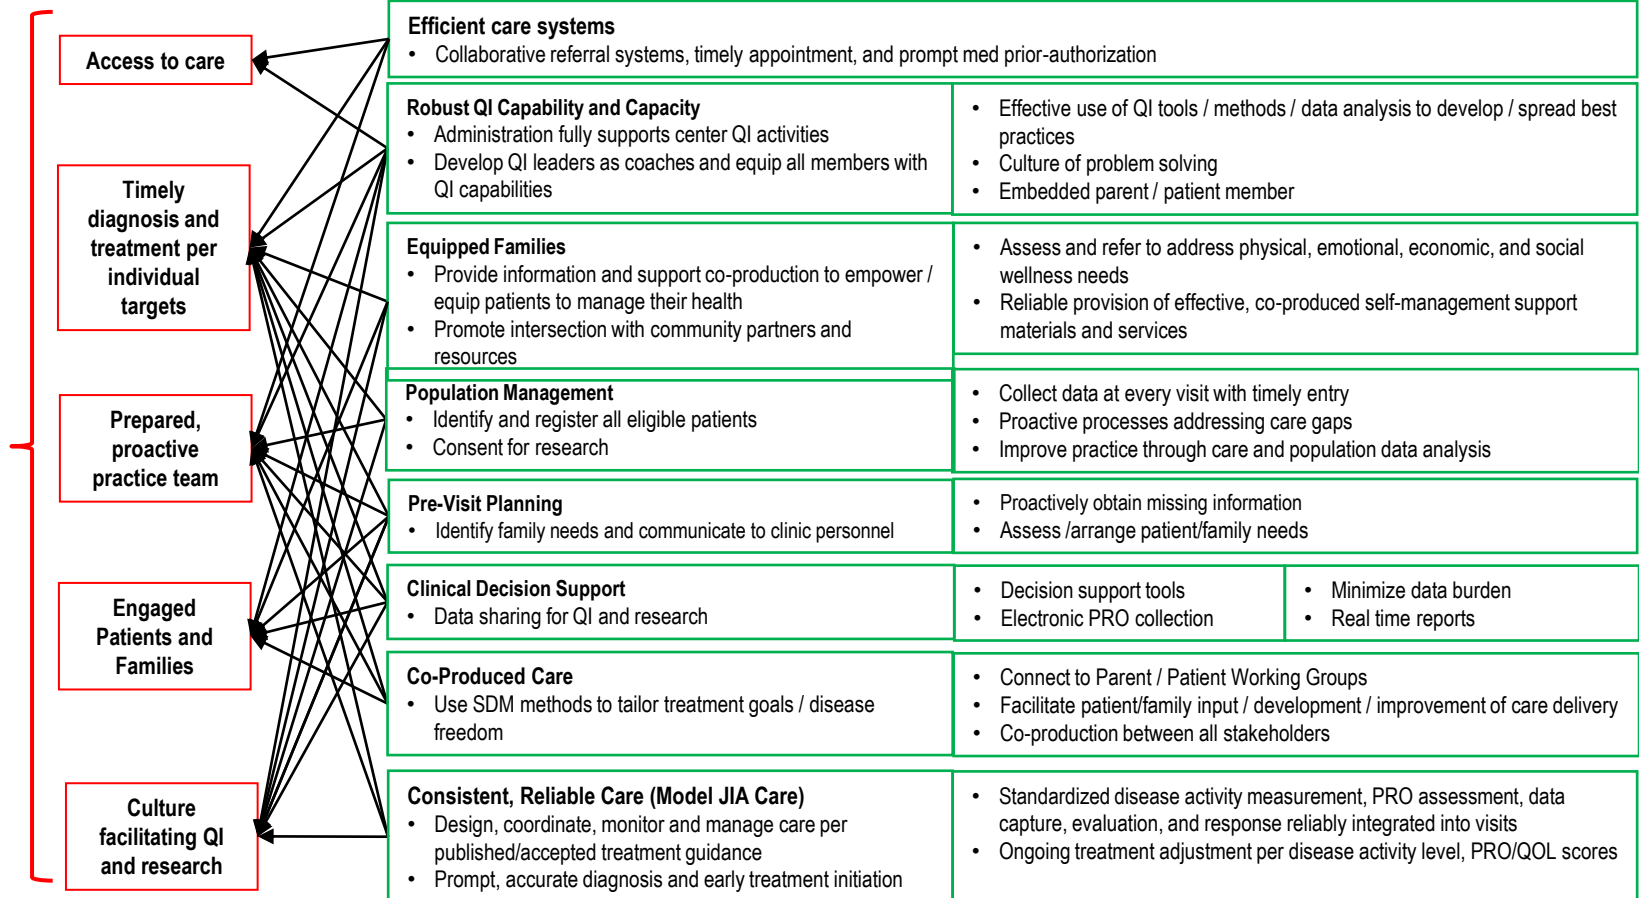 Access to care
Timely
diagnosis and
treatment per
individual
targets
Prepared,
proactive
practice team
Engaged
Patients and
Families
Culture
facilitating QI
and research
Efficient care systems
• Collaborative referral systems, timely appointment, and prompt med prior-authorization
Robust QI Capability and Capacity
• Administration fully supports center QI activities
• Develop QI leaders as coaches and equip all members with
QI capabilities
• Effective use of QI tools / methods / data analysis to develop / spread best
practices
• Culture of problem solving
• Embedded parent / patient member
Equipped Families
• Provide information and support co-production to empower /
equip patients to manage their health
• Promote intersection with community partners and
resources
• Assess and refer to address physical, emotional, economic, and social
wellness needs
• Reliable provision of effective, co-produced self-management support
materials and services
Population Management
• Identify and register all eligible patients
• Consent for research
• Collect data at every visit with timely entry
• Proactive processes addressing care gaps
• Improve practice through care and population data analysis
Pre-Visit Planning
• Identify family needs and communicate to clinic personnel
• Proactively obtain missing information
• Assess /arrange patient/family needs
Clinical Decision Support
• Data sharing for QI and research
• Decision support tools
• Electronic PRO collection
• Minimize data burden
• Real time reports
Co-Produced Care
• Use SDM methods to tailor treatment goals / disease
freedom
• Connect to Parent / Patient Working Groups
• Facilitate patient/family input / development / improvement of care delivery
• Co-production between all stakeholders
Consistent, Reliable Care (Model JIA Care)
• Design, coordinate, monitor and manage care per
published/accepted treatment guidance
• Prompt, accurate diagnosis and early treatment initiation
• Standardized disease activity measurement, PRO assessment, data
capture, evaluation, and response reliably integrated into visits
• Ongoing treatment adjustment per disease activity level, PRO/QOL scores